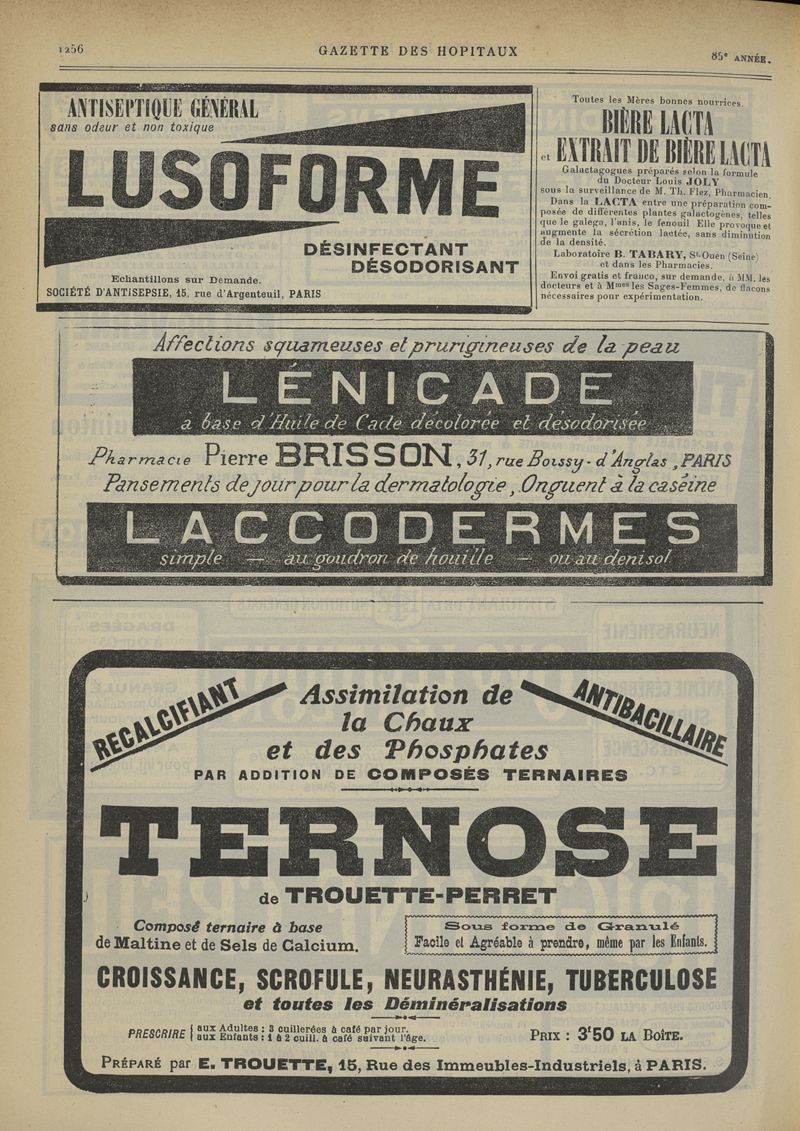 1256
GAZETTE DES HOPITAUX
85e ANNÉE.
ANTISEPTIQUE GÉNÉRAL
sans odeur et non toxique
LUSOFORME
DÉSINFECTANT
DÉSODORISANT
Echantillons sur Demande.
SOCIÉTÉ D'ANTISEPSIE, 15, rue d'Argenteuil, PARIS
Toutes les Mères bonnes nourrices.
BIÈRE LACTA
et EXTRAIT DE BIÈRE LACTA
Galactagogues préparés selon la formule
du Docteur Louis JOLY
sous la surveillance de M. Th. Flez, Pharmacien.
Dans la LACTA entre une préparation com-
posée de différentes plantes galactogènes, telles
que le galega, l'anis, le fenouil Elle provoque et
augmente la sécrétion lactée, sans diminution
de la densité.
Laboratoire B. TABARY, St-Ouen (Seine)
et dans les Pharmacies.
Envoi gratis et franco, sur demande, à MM. les
docteurs et à Mmes les Sages-Femmes, de flacons
nécessaires pour expérimentation.
Affections squameuses et prurigineuses de la peau
LÉNICADE
à base d'Huile de Cade décolorée et désodorisée
Pharmacie Pierre BRISSON, 31, rue Boissy-d'Anglas, PARIS
Pansements de jour pour la dermatologie, Onguent à la caséine
LACCODERMES
simple — au goudron de houille — ou au denisol
RECALCIFIANT
Assimilation de
la Chaux
et des Phosphates
ANTIBACILLAIRE
PAR ADDITION DE COMPOSÉS TERNAIRES
TERNOSE
de TROUETTE-PERRET
Composé ternaire à base
de Maltine et de Sels de Calcium.
Sous forme de Granulé
Facile et Agréable à prendre, même par les Enfants.
CROISSANCE, SCROFULE, NEURASTHÉNIE, TUBERCULOSE
et toutes les Déminéralisations
PRESCRIRE { aux Adultes : 3 cuillerées à café par jour.
aux Enfants : 1 à 2 cuill. à café suivant l'âge.
PRIX : 3f50 LA BOÎTE.
PRÉPARÉ par E. TROUETTE, 15, Rue des Immeubles-Industriels, à PARIS.